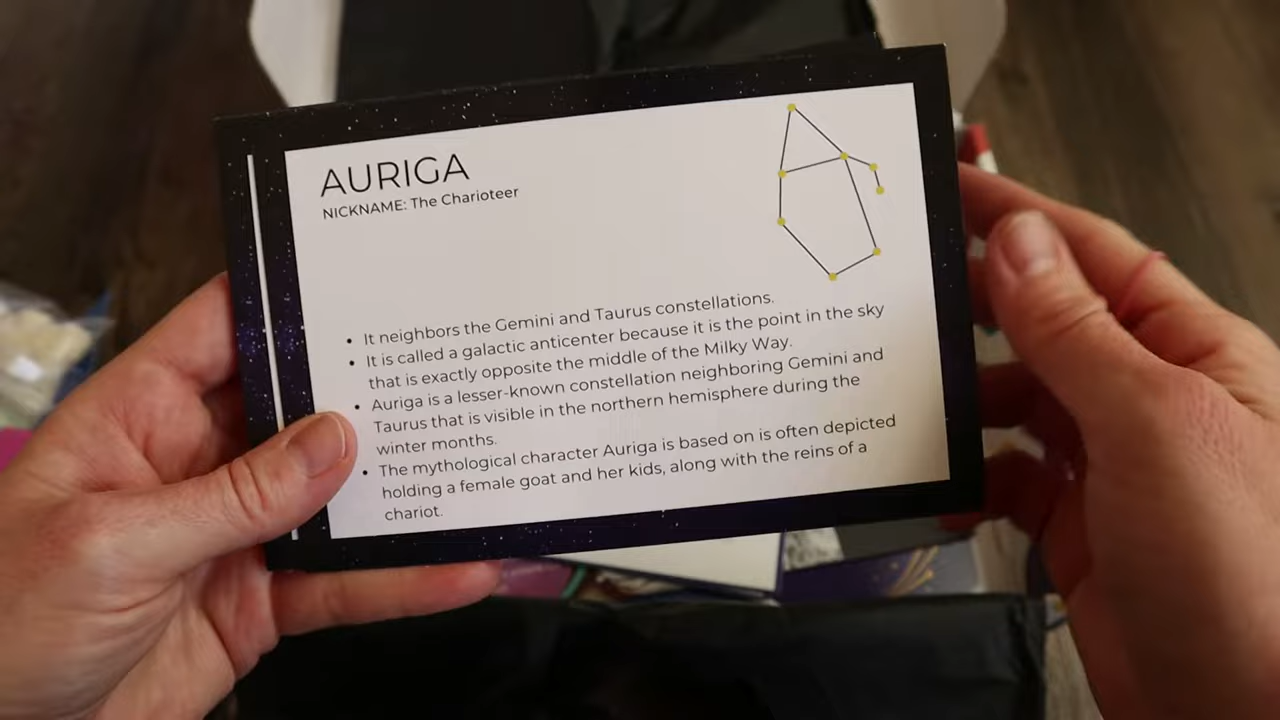 AURIGA
NICKNAME: The Charioteer
• It neighbors the Gemini and Taurus constellations.
• It is called a galactic anticenter because it is the point in the sky
that is exactly opposite the middle of the Milky Way.
• Auriga is a lesser-known constellation neighboring Gemini and
Taurus that is visible in the northern hemisphere during the
winter months.
• The mythological character Auriga is based on is often depicted
holding a female goat and her kids, along with the reins of a
chariot.